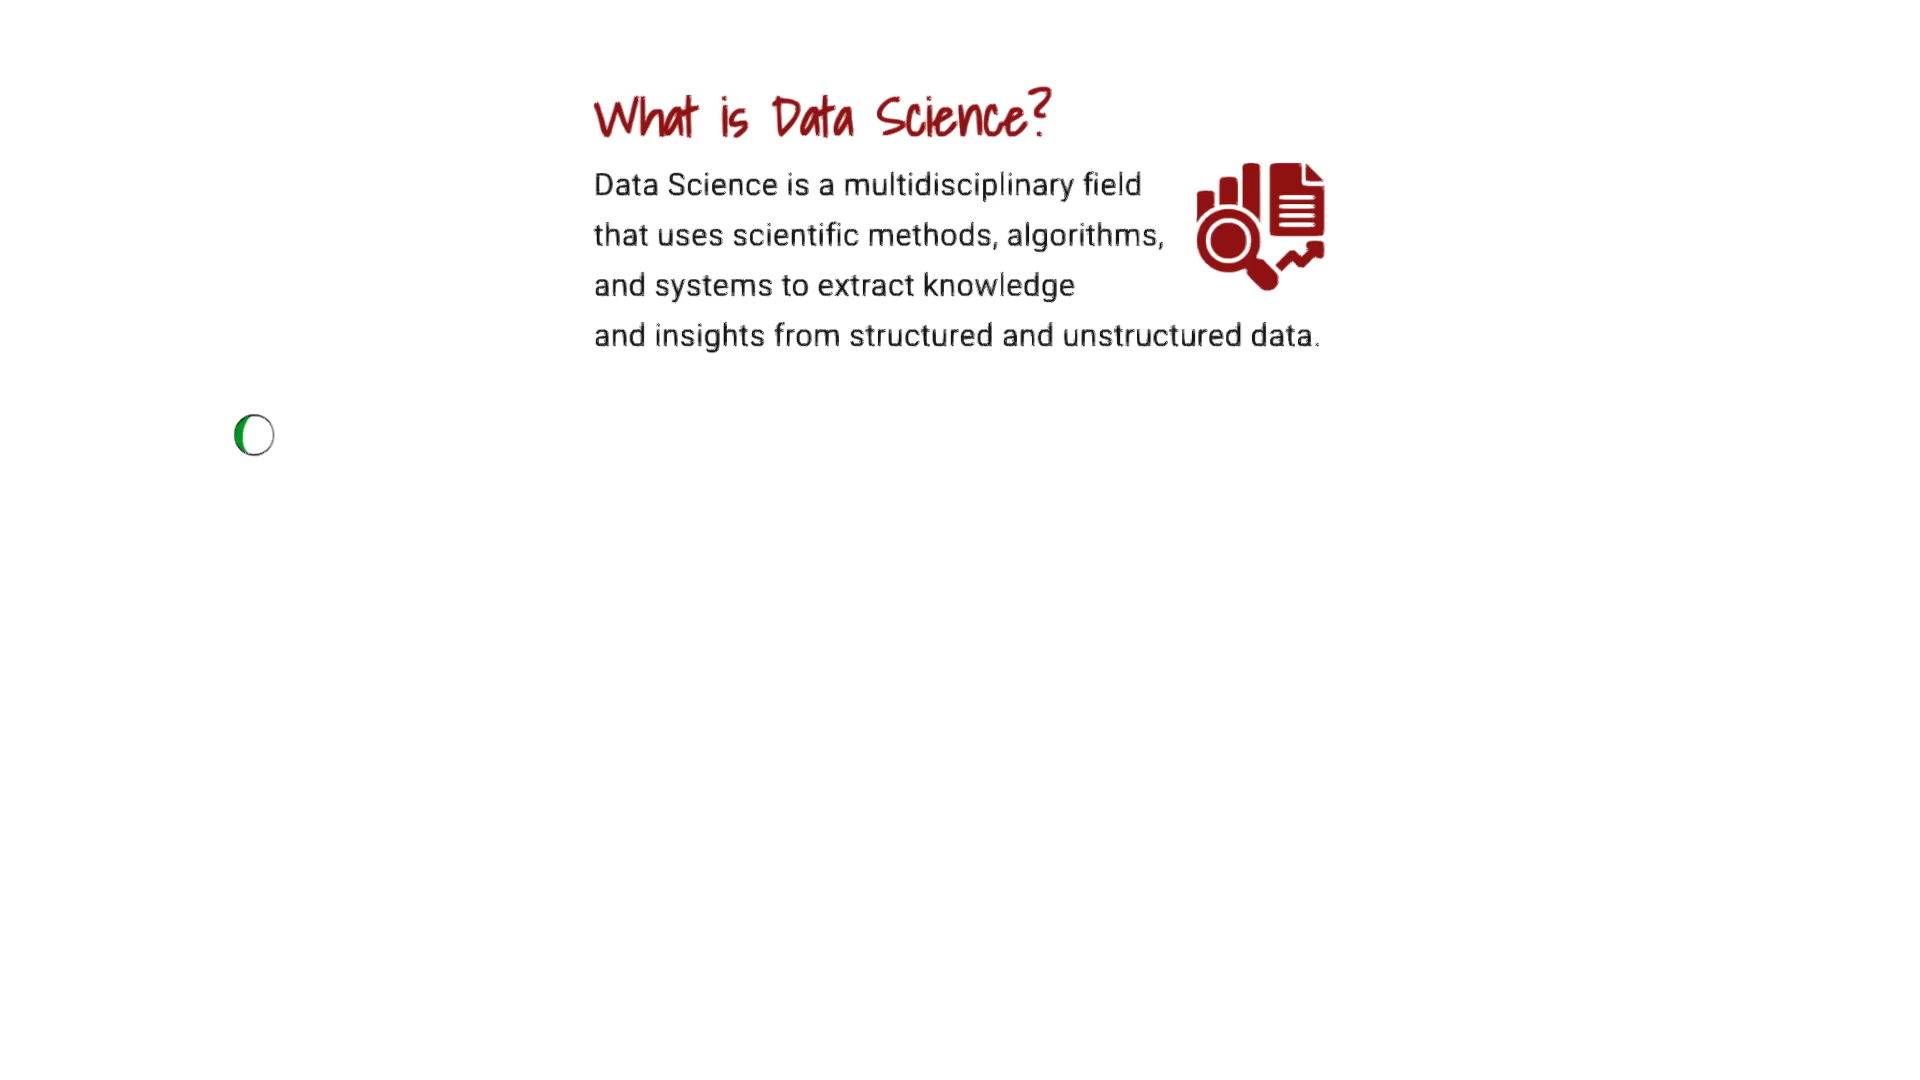 What is Data Science?
Data Science is a multidisciplinary field
that uses scientific methods, algorithms,
and systems to extract knowledge
and insights from structured and unstructured data.